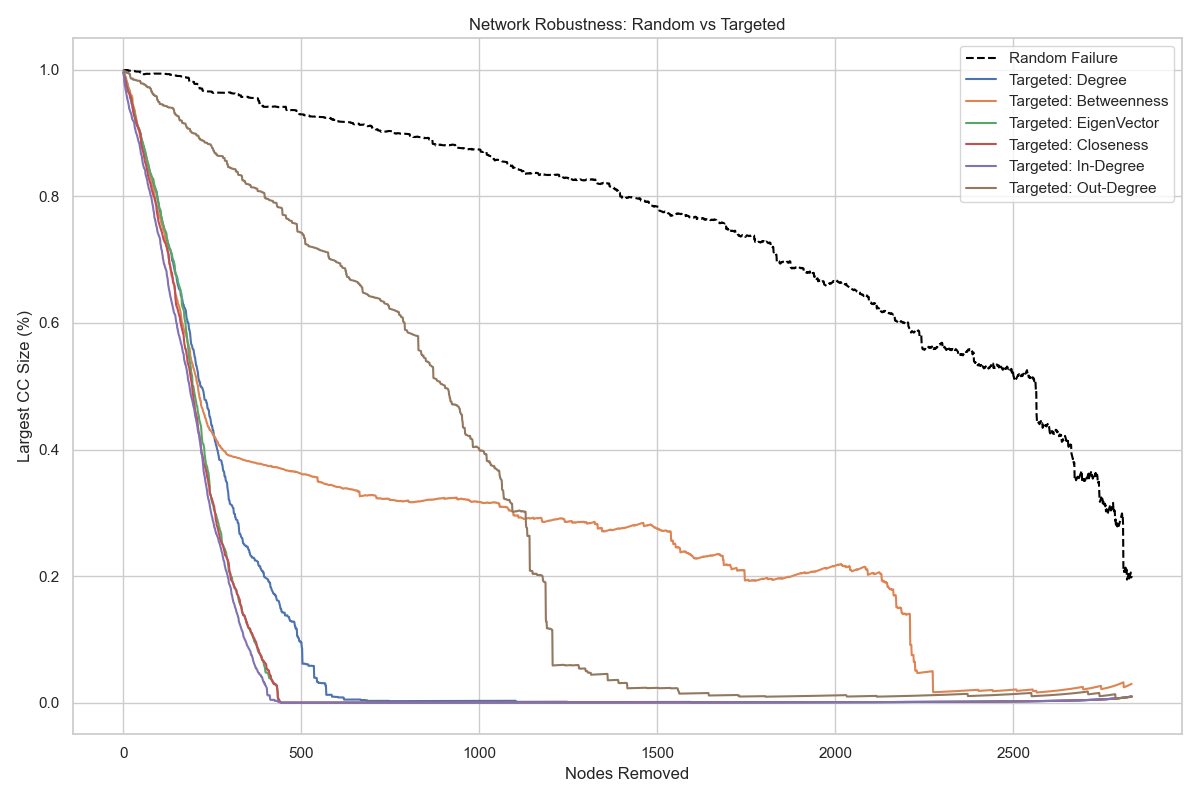 Network Robustness: Random vs Targeted
Random Failure
Targeted: Degree
Targeted: Betweenness
Targeted: EigenVector
Targeted: Closeness
Targeted: In-Degree
Targeted: Out-Degree
Largest CC Size (%)
1.0
0.8
0.6
0.4
0.2
0.0
0 500 1000 1500 2000 2500
Nodes Removed